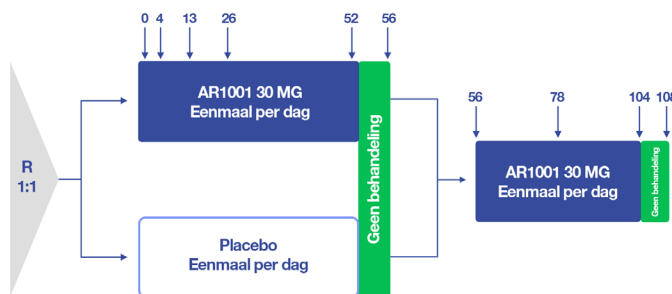 0 4 13 26 52 56
AR1001 30 MG
Eenmaal per dag
R
1:1
Geen behandeling
Placebo
Eenmaal per dag
56 78 104 108
AR1001 30 MG
Eenmaal per dag
Geen behandeling